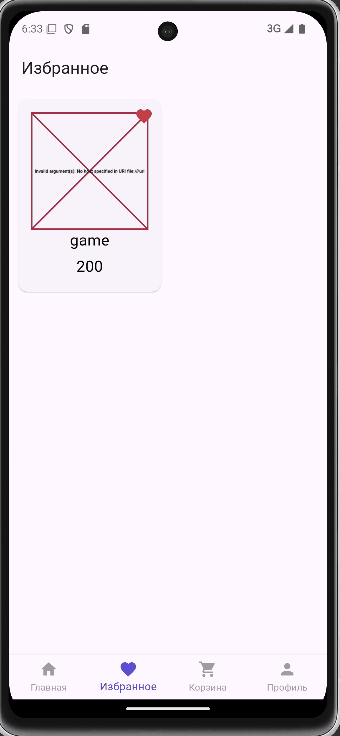 6:33
3G
Избранное
Invalid argument(s): No host specified in URI file:///url
game
200
Главная
Избранное
Корзина
Профиль